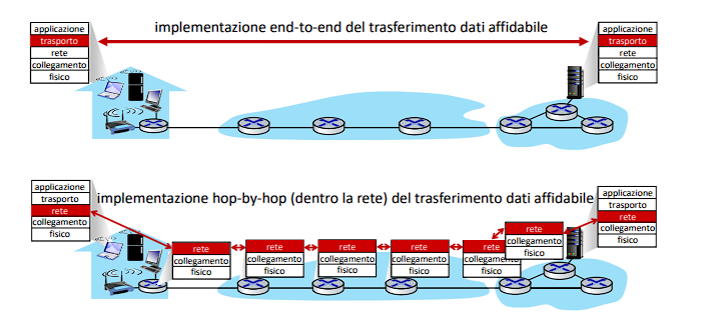 implementazione end-to-end del trasferimento dati affidabile
applicazione
trasporto
rete
collegamento
fisico
applicazione
trasporto
rete
collegamento
fisico
implementazione hop-by-hop (dentro la rete) del trasferimento dati affidabile
applicazione
trasporto
rete
collegamento
fisico
rete
collegamento
fisico
rete
collegamento
fisico
rete
collegamento
fisico
rete
collegamento
fisico
rete
collegamento
fisico
rete
collegamento
fisico
applicazione
trasporto
rete
collegamento
fisico